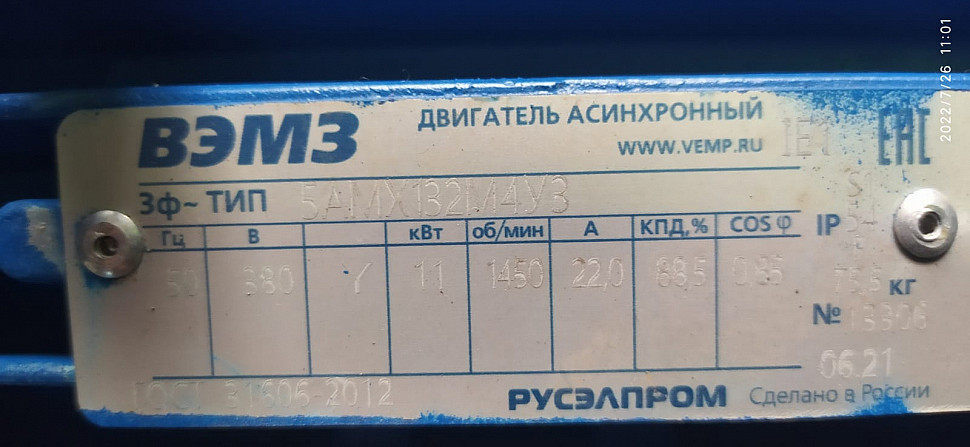 ВЭМЗ
ДВИГАТЕЛЬ АСИНХРОННЫЙ
WWW.VEMP.RU
IE1
EAC
3ф~ ТИП 5АМХ132М4У3
Гц В кВт об/мин А КПД,% COS φ IP
50 380 Y 11 1450 22,0 88,5 0,85 кг
№ 13306
06.21
ГОСТ 31606-2012
РУСЭЛПРОМ Сделано в России
2022/7/26 11:01